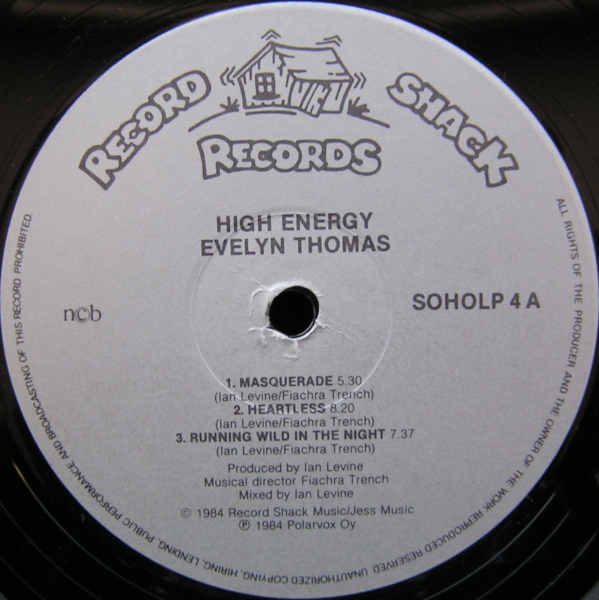 RECORD SHACK
RECORDS
HIGH ENERGY
EVELYN THOMAS
n©b
SOHOLP 4 A
1. MASQUERADE 5.30
(Ian Levine/Fiachra Trench)
2. HEARTLESS 8.20
(Ian Levine/Fiachra Trench)
3. RUNNING WILD IN THE NIGHT 7.37
(Ian Levine/Fiachra Trench)
Produced by Ian Levine
Musical director Fiachra Trench
Mixed by Ian Levine
© 1984 Record Shack Music/Jess Music
℗ 1984 Polarvox Oy
ALL RIGHTS OF THE PRODUCER AND THE OWNER OF THE WORK REPRODUCED RESERVED. UNAUTHORIZED COPYING, HIRING, LENDING, PUBLIC PERFORMANCE AND BROADCASTING OF THIS RECORD PROHIBITED.